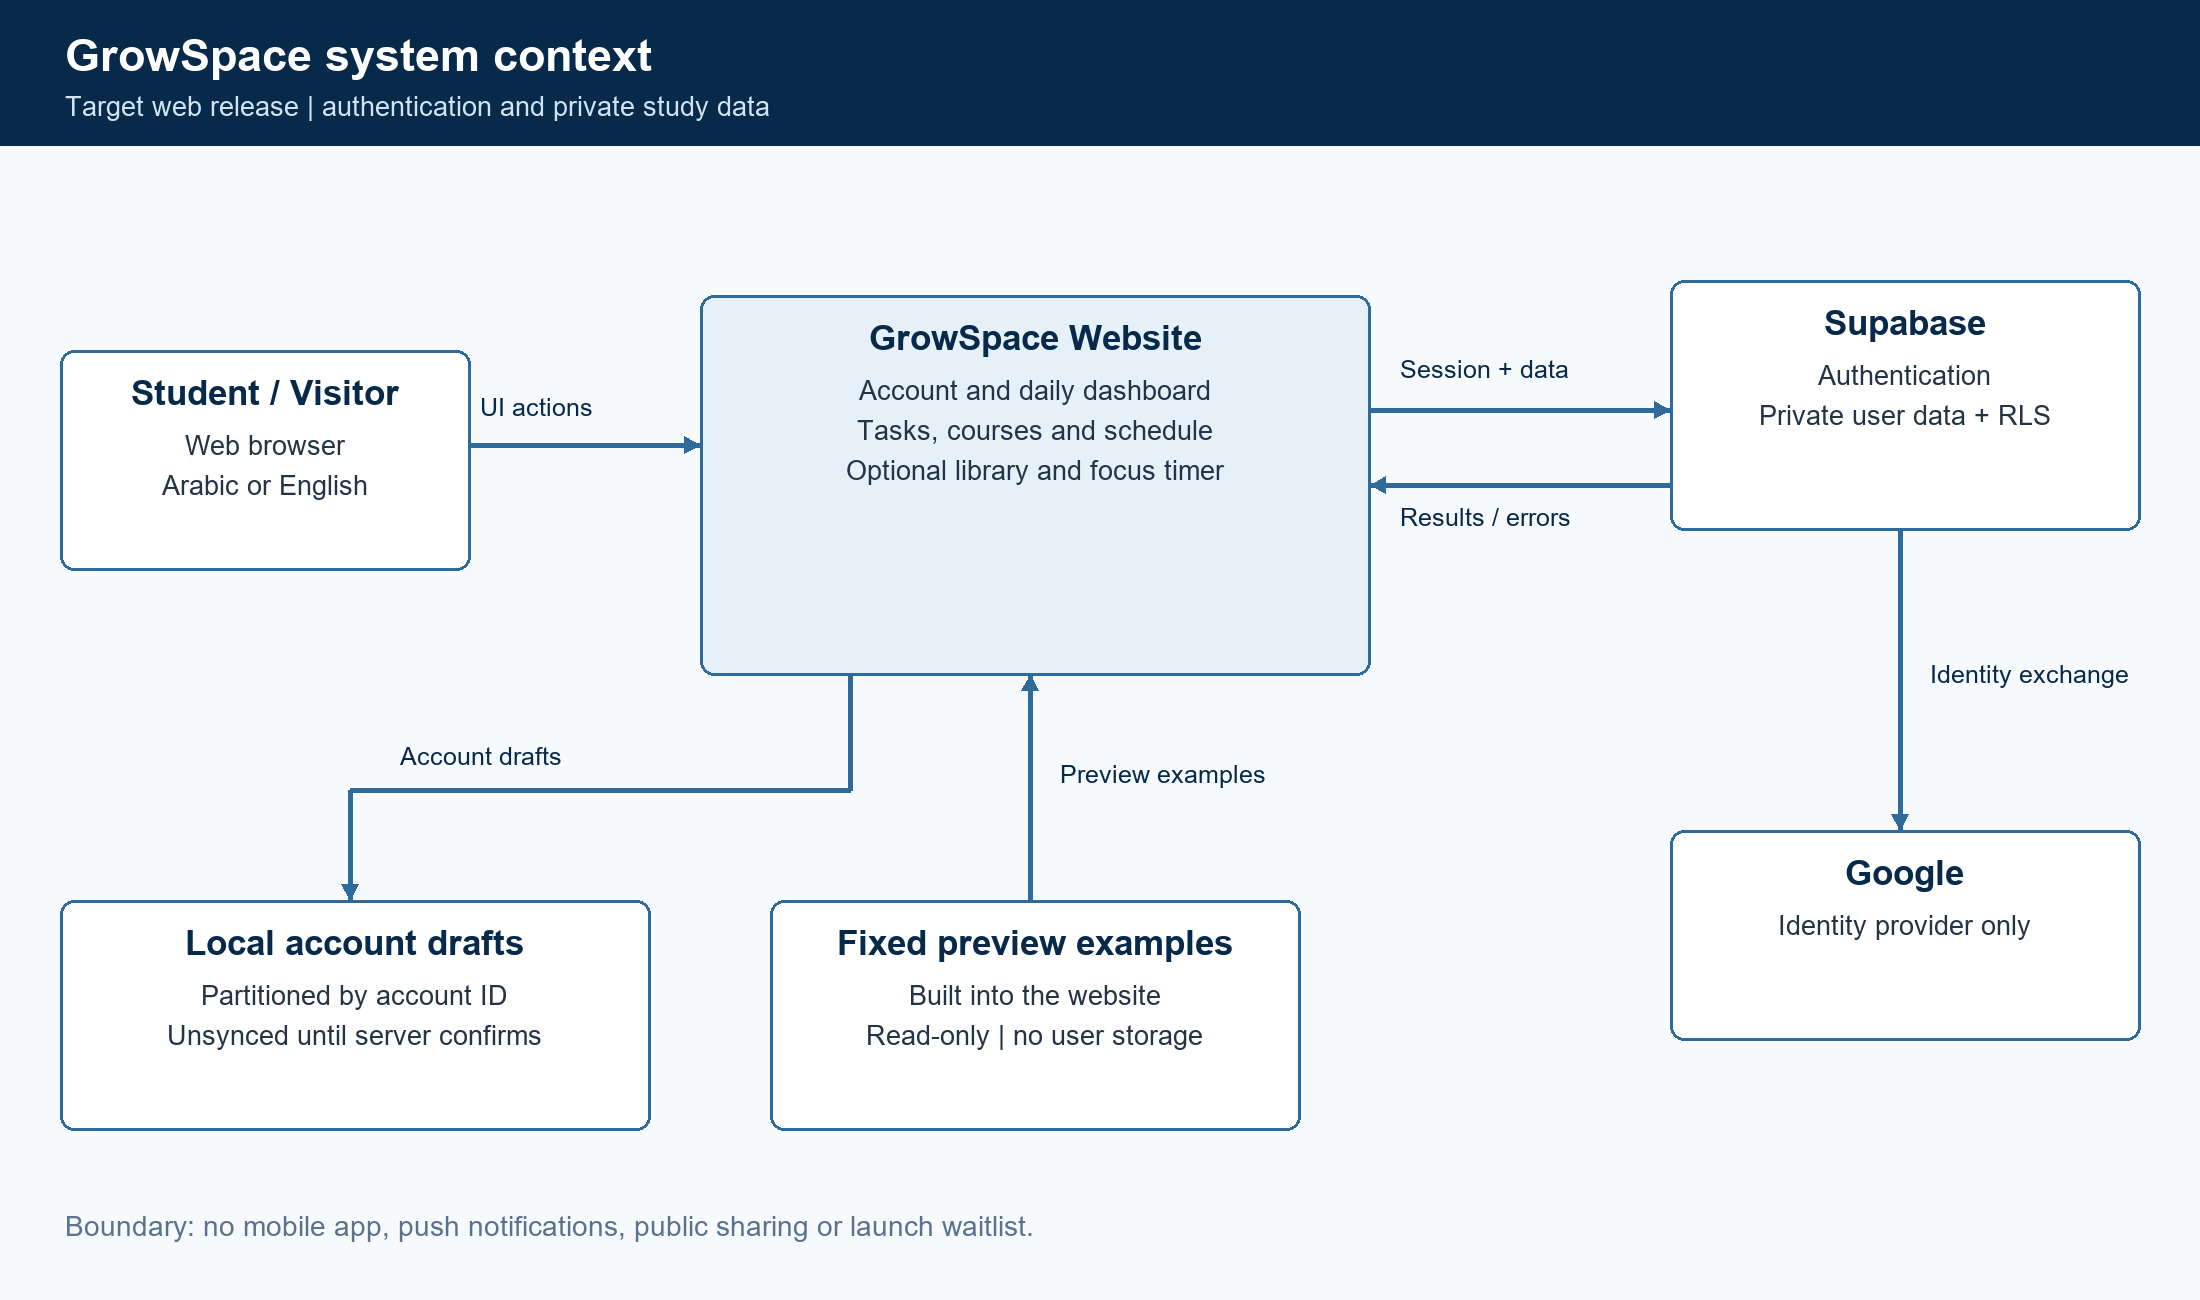 GrowSpace system context
Target web release | authentication and private study data
Student / Visitor
Web browser
Arabic or English
UI actions
GrowSpace Website
Account and daily dashboard
Tasks, courses and schedule
Optional library and focus timer
Session + data
Results / errors
Supabase
Authentication
Private user data + RLS
Identity exchange
Account drafts
Preview examples
Local account drafts
Partitioned by account ID
Unsynced until server confirms
Fixed preview examples
Built into the website
Read-only | no user storage
Google
Identity provider only
Boundary: no mobile app, push notifications, public sharing or launch waitlist.